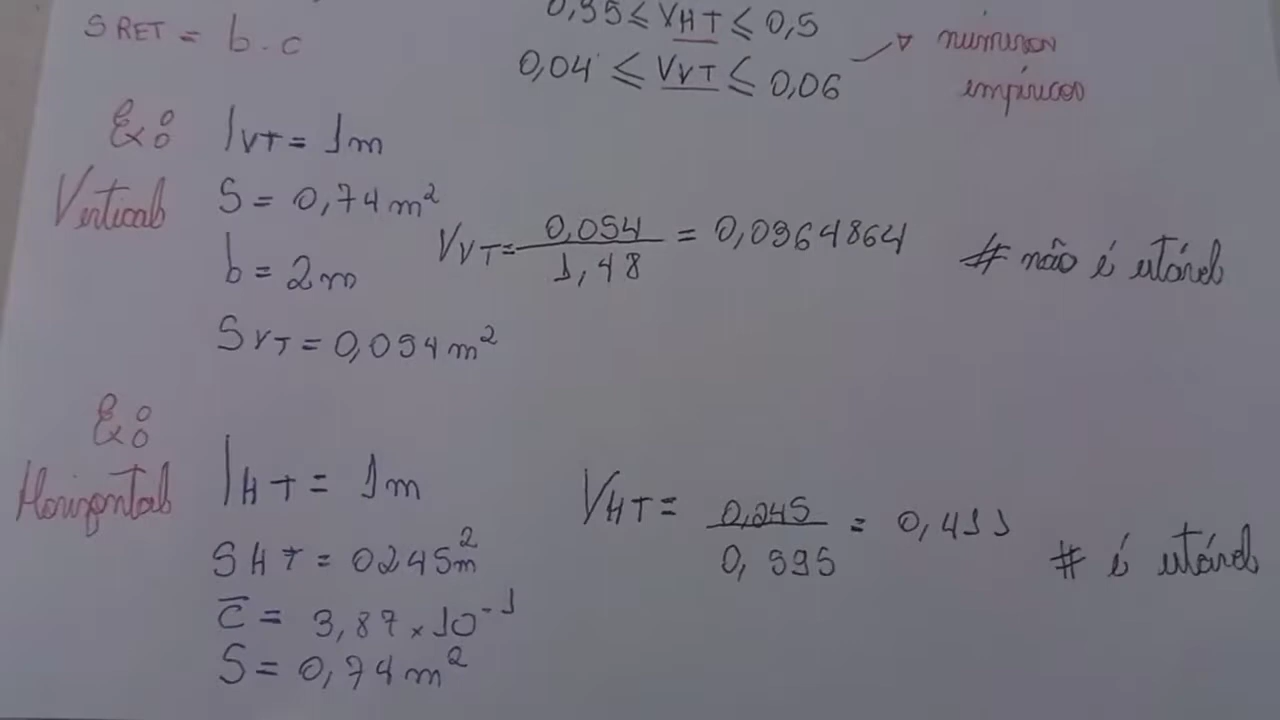 S RET = b.c
0,35 ≤ VHT ≤ 0,5
0,04 ≤ VVT ≤ 0,06 → números
empíricos
Ex:
Vertical
lVT = 1m
S = 0,74 m²
b = 2m
SVT = 0,054 m²
VVT = 0,054 / 1,48 = 0,0364864 # não é estável
Ex:
Horizontal
lHT = 1m
SHT = 0245 m²
c̅ = 3,87 × 10⁻¹
S = 0,74 m²
VHT = 0,245 / 0,595 = 0,411 # é estável